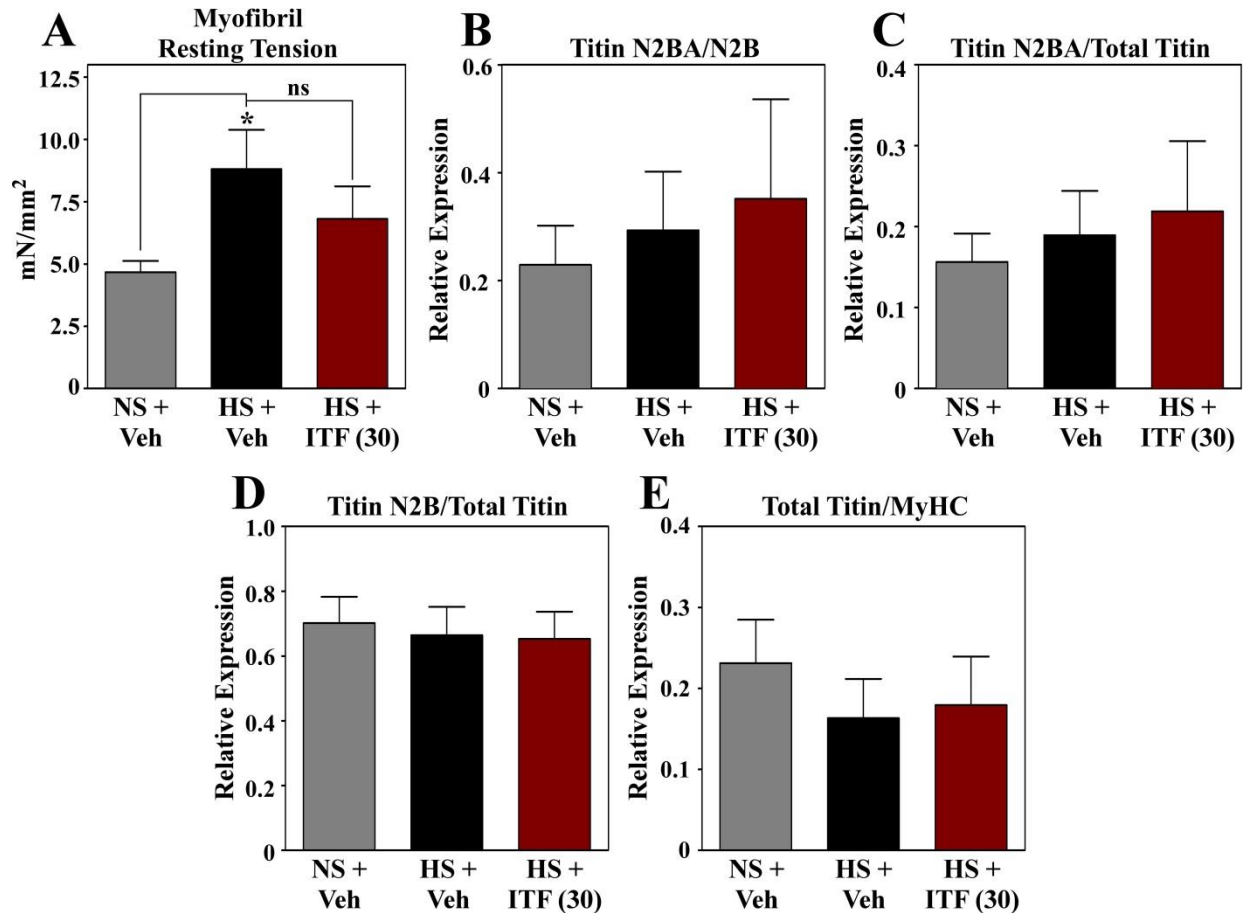 A
Myofibril
Resting Tension
mN/mm²
12.5
10.0
7.5
5.0
2.5
0
*
ns
NS +
Veh
HS +
Veh
HS +
ITF (30)
B
Titin N2BA/N2B
Relative Expression
0.6
0.4
0.2
0
NS +
Veh
HS +
Veh
HS +
ITF (30)
C
Titin N2BA/Total Titin
Relative Expression
0.4
0.3
0.2
0.1
0
NS +
Veh
HS +
Veh
HS +
ITF (30)
D
Titin N2B/Total Titin
Relative Expression
1.0
0.8
0.6
0.4
0.2
0
NS +
Veh
HS +
Veh
HS +
ITF (30)
E
Total Titin/MyHC
Relative Expression
0.4
0.3
0.2
0.1
0
NS +
Veh
HS +
Veh
HS +
ITF (30)